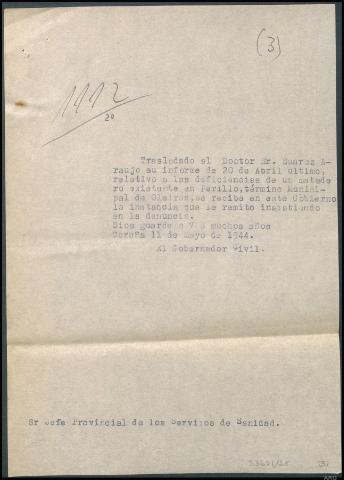 (3)
1912
20
Trasladado al Doctor Sr. Suarez A-
raujo su informe de 20 de Abril ultimo,
relativo a las deficiencias de un matade
ro existente en Perillo, término Munici-
pal de Oleiros, se recibe en este Gobierno
la instancia que le remito insistiendo
en la denuncia.
Dios guarde a V S muchos años
Coruña 11 de Mayo de 1944.
El Gobernador Civil.
Sr Jefe Provincial de los Servicos de Sanidad.